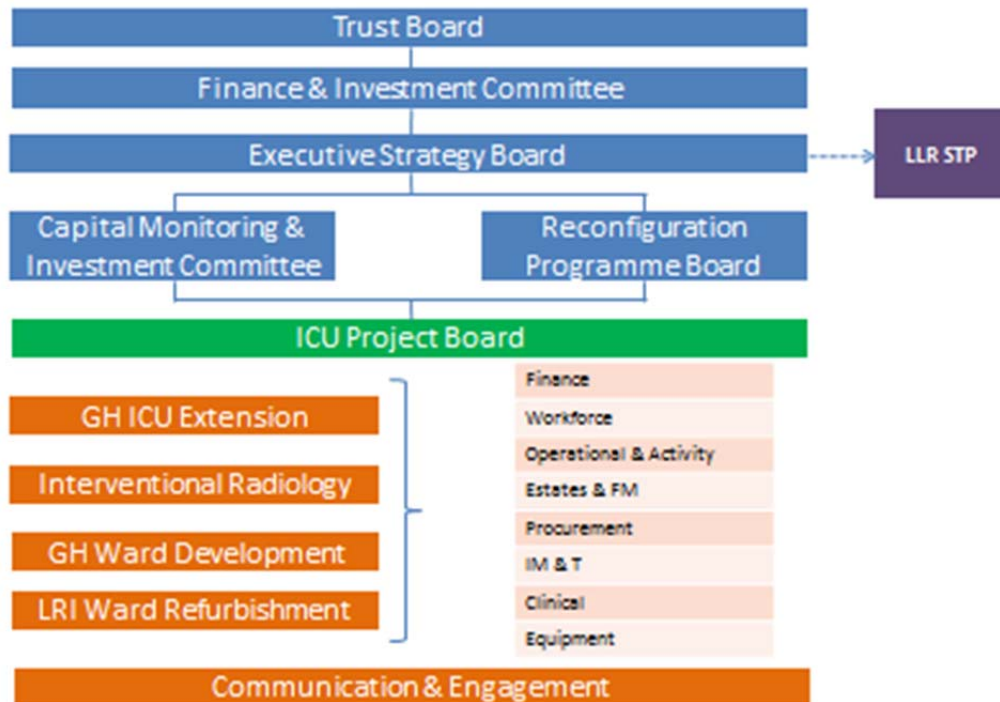 Trust Board
Finance & Investment Committee
Executive Strategy Board
LLR STP
Capital Monitoring &
Investment Committee
Reconfiguration
Programme Board
ICU Project Board
GH ICU Extension
Interventional Radiology
GH Ward Development
LRI Ward Refurbishment
Finance
Workforce
Operational & Activity
Estates & FM
Procurement
IM & T
Clinical
Equipment
Communication & Engagement